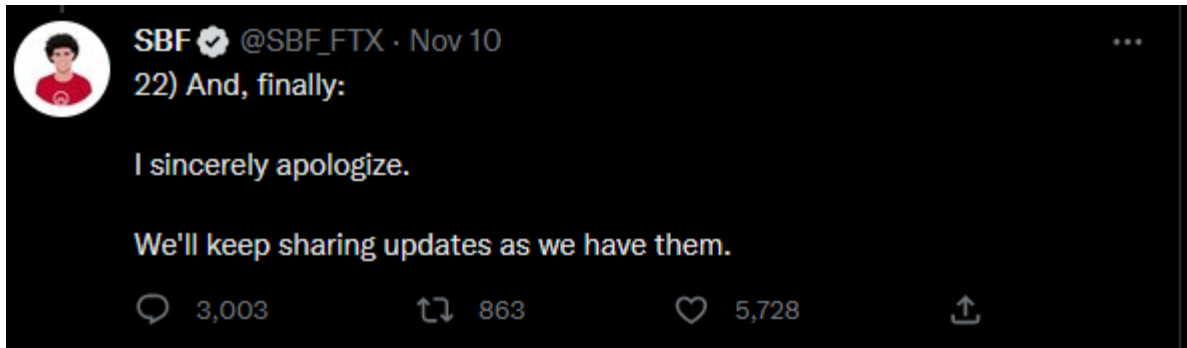 SBF @SBF_FTX · Nov 10
22) And, finally:
I sincerely apologize.
We'll keep sharing updates as we have them.
3,003 863 5,728